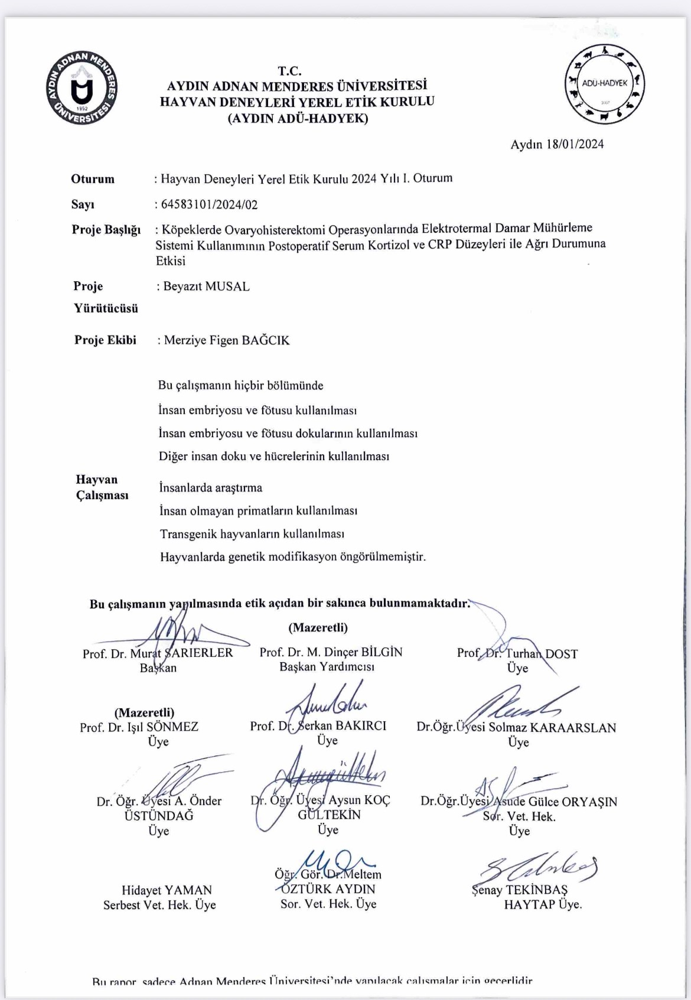 AYDIN ADNAN MENDERES ÜNİVERSİTESİ
1992
ADÜ-HADYEK
2007
T.C.
AYDIN ADNAN MENDERES ÜNİVERSİTESİ
HAYVAN DENEYLERİ YEREL ETİK KURULU
(AYDIN ADÜ-HADYEK)
Aydın 18/01/2024
Oturum : Hayvan Deneyleri Yerel Etik Kurulu 2024 Yılı I. Oturum
Sayı : 64583101/2024/02
Proje Başlığı : Köpeklerde Ovaryohisterektomi Operasyonlarında Elektrotermal Damar Mühürleme
Sistemi Kullanımının Postoperatif Serum Kortizol ve CRP Düzeyleri ile Ağrı Durumuna
Etkisi
Proje : Beyazıt MUSAL
Yürütücüsü
Proje Ekibi : Merziye Figen BAĞCIK
Bu çalışmanın hiçbir bölümünde
İnsan embriyosu ve fötusu kullanılması
İnsan embriyosu ve fötusu dokularının kullanılması
Diğer insan doku ve hücrelerinin kullanılması
Hayvan
Çalışması
İnsanlarda araştırma
İnsan olmayan primatların kullanılması
Transgenik hayvanların kullanılması
Hayvanlarda genetik modifikasyon öngörülmemiştir.
Bu çalışmanın yapılmasında etik açıdan bir sakınca bulunmamaktadır.
(Mazeretli)
Prof. Dr. Murat SARIERLER Prof. Dr. M. Dinçer BİLGİN Prof. Dr. Turhan DOST
Başkan Başkan Yardımcısı Üye
(Mazeretli)
Prof. Dr. Işıl SÖNMEZ Prof. Dr. Serkan BAKIRCI Dr.Öğr.Üyesi Solmaz KARAARSLAN
Üye Üye Üye
Dr. Öğr. Üyesi A. Önder Dr. Öğr. Üyesi Aysun KOÇ Dr.Öğr.Üyesi Asude Gülce ORYAŞIN
ÜSTÜNDAĞ GÜLTEKİN Sor. Vet. Hek.
Üye Üye Üye
Öğr. Gör. Dr.Meltem
Hidayet YAMAN ÖZTÜRK AYDIN Şenay TEKİNBAŞ
Serbest Vet. Hek. Üye Sor. Vet. Hek. Üye HAYTAP Üye.
Bu rapor, sadece Adnan Menderes Üniversitesi’nde yapılacak çalışmalar için geçerlidir